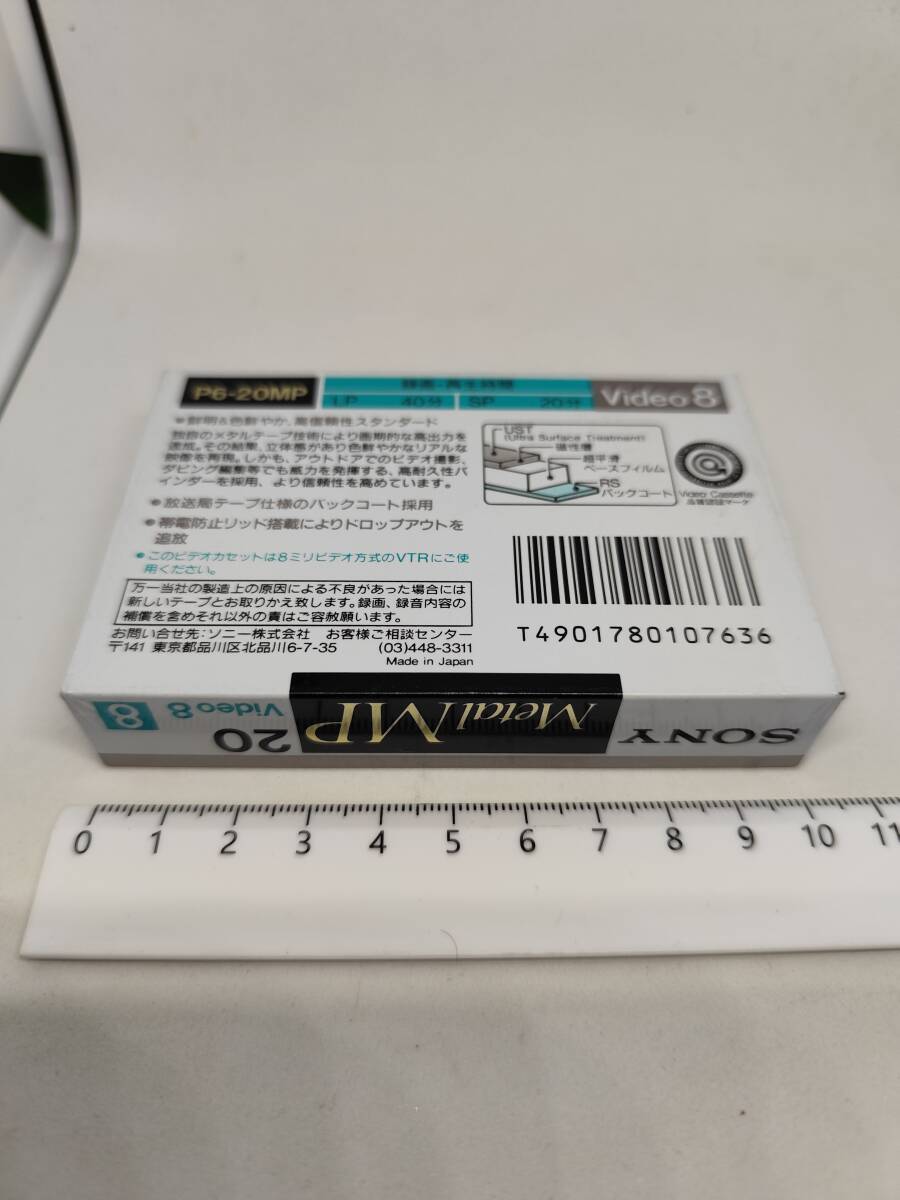 P6-20MP
録画・再生時間
LP 40分 SP 20分
Video 8
●鮮明&色鮮やか、高信頼性スタンダード
独自のメタルテープ技術により画期的な高出力を
達成。その結果、立体感があり色鮮やかなリアルな
映像を再現。しかも、アウトドアでのビデオ撮影、
ダビング編集等でも威力を発揮する、高耐久性バ
インダーを採用、より信頼性を高めています。
●放送局テープ仕様のバックコート採用
●帯電防止リッド搭載によりドロップアウトを
追放
●このビデオカセットは8ミリビデオ方式のVTRにご使
用ください。
万一当社の製造上の原因による不良があった場合には
新しいテープとお取りかえ致します。録画、録音内容の
補償を含めそれ以外の責はご容赦願います。
お問い合せ先:ソニー株式会社 お客様ご相談センター
〒141 東京都品川区北品川6-7-35 (03)448-3311
Made in Japan
UST
(Ultra Surface Treatment)
磁性層
超平滑
ベースフィルム
RS
バックコート
Video Cassette
品質認証マーク
T4901780107636
SONY
Metal MP
20
Video 8
8
0 1 2 3 4 5 6 7 8 9 10 11